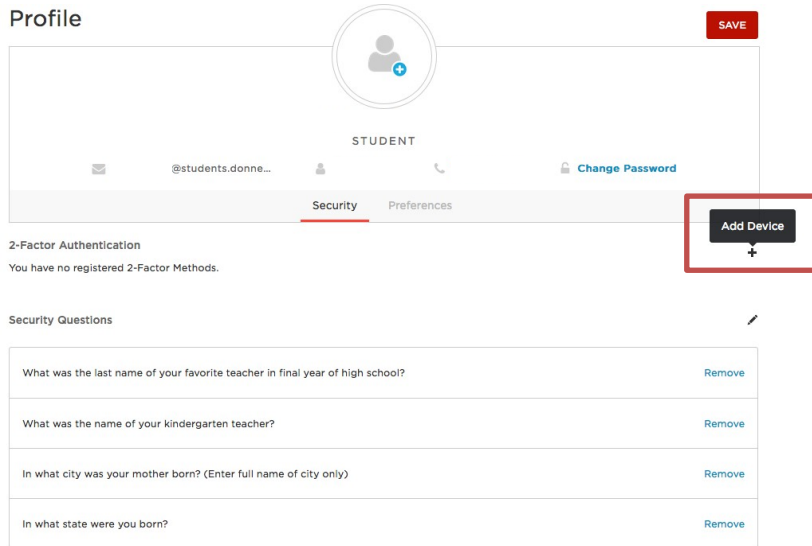 Profile
SAVE
STUDENT
@students.donne...
Change Password
Security
Preferences
Add Device
2-Factor Authentication
You have no registered 2-Factor Methods.
Security Questions
What was the last name of your favorite teacher in final year of high school?
Remove
What was the name of your kindergarten teacher?
Remove
In what city was your mother born? (Enter full name of city only)
Remove
In what state were you born?
Remove